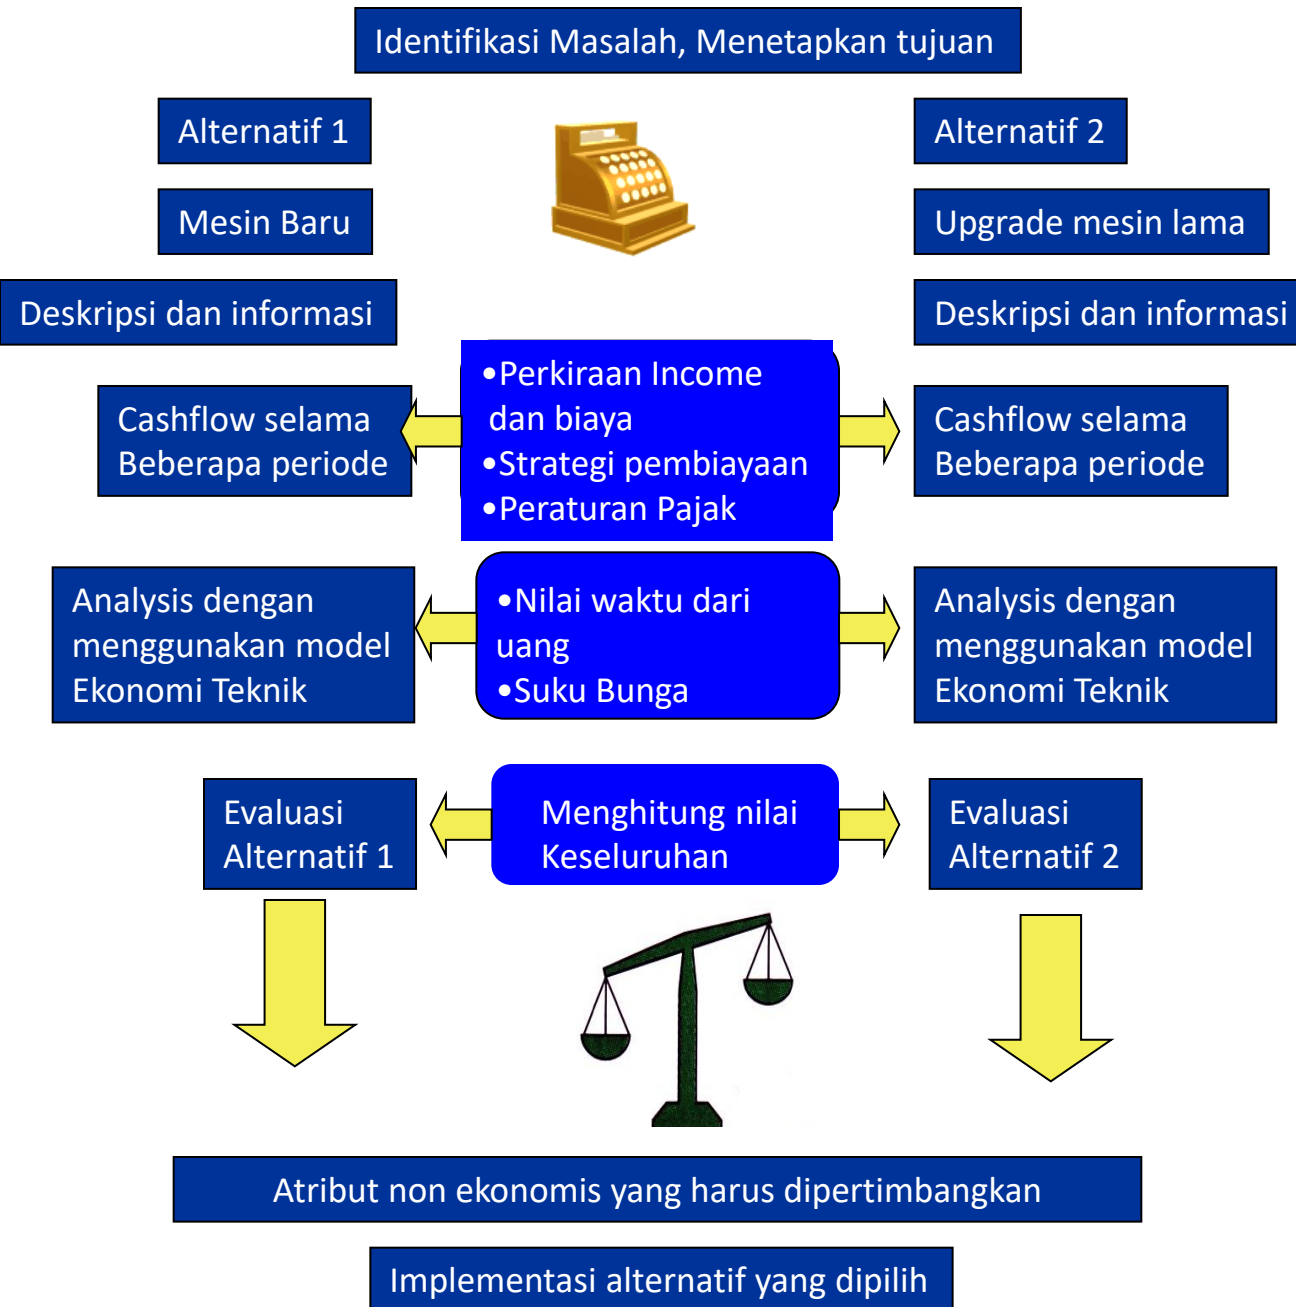 Identifikasi Masalah, Menetapkan tujuan
Alternatif 1
Alternatif 2
Mesin Baru
Upgrade mesin lama
Deskripsi dan informasi
Deskripsi dan informasi
Cashflow selama
Beberapa periode
•Perkiraan Income
dan biaya
•Strategi pembiayaan
•Peraturan Pajak
Cashflow selama
Beberapa periode
Analysis dengan
menggunakan model
Ekonomi Teknik
•Nilai waktu dari
uang
•Suku Bunga
Analysis dengan
menggunakan model
Ekonomi Teknik
Evaluasi
Alternatif 1
Menghitung nilai
Keseluruhan
Evaluasi
Alternatif 2
Atribut non ekonomis yang harus dipertimbangkan
Implementasi alternatif yang dipilih